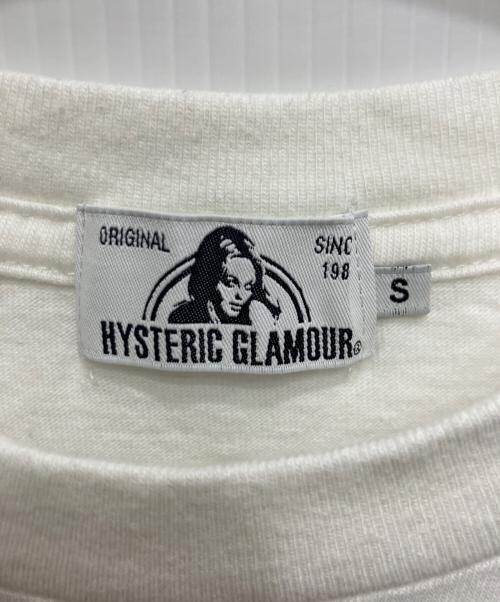 ORIGINAL SINC
198
HYSTERIC GLAMOUR®
S